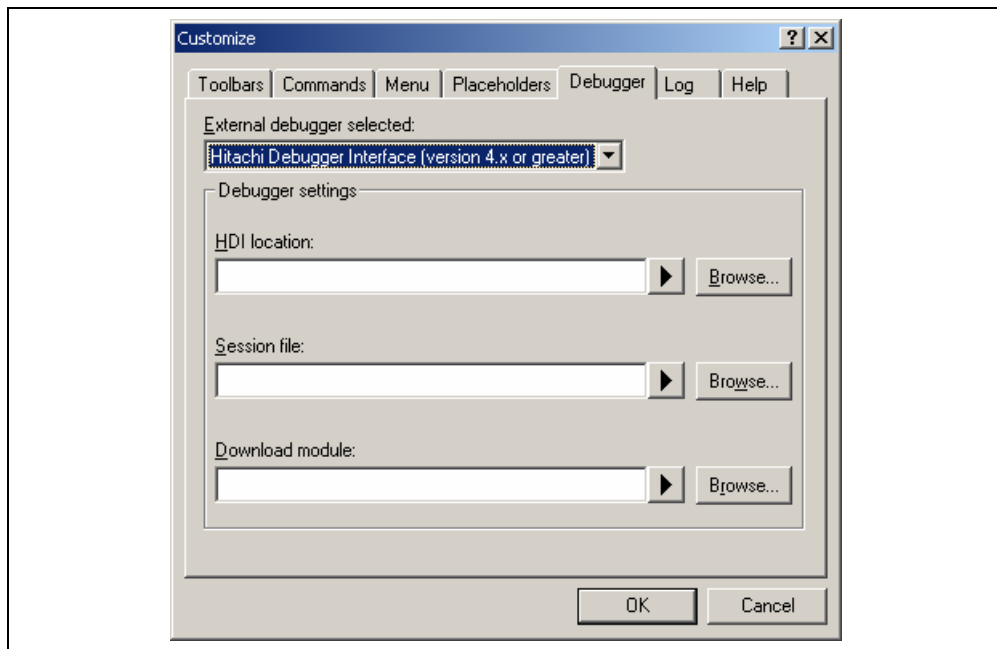 Customize
Toolbars Commands Menu Placeholders Debugger Log Help
External debugger selected:
Hitachi Debugger Interface (version 4.x or greater)
Debugger settings
HDI location:
Browse...
Session file:
Browse...
Download module:
Browse...
OK Cancel